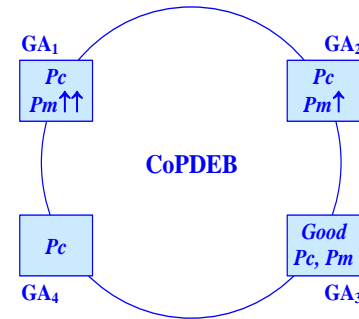 GA₁
GA₂
Pc
Pm↑↑
Pc
Pm↑
CoPDEB
Pc
Good
Pc, Pm
GA₄
GA₃